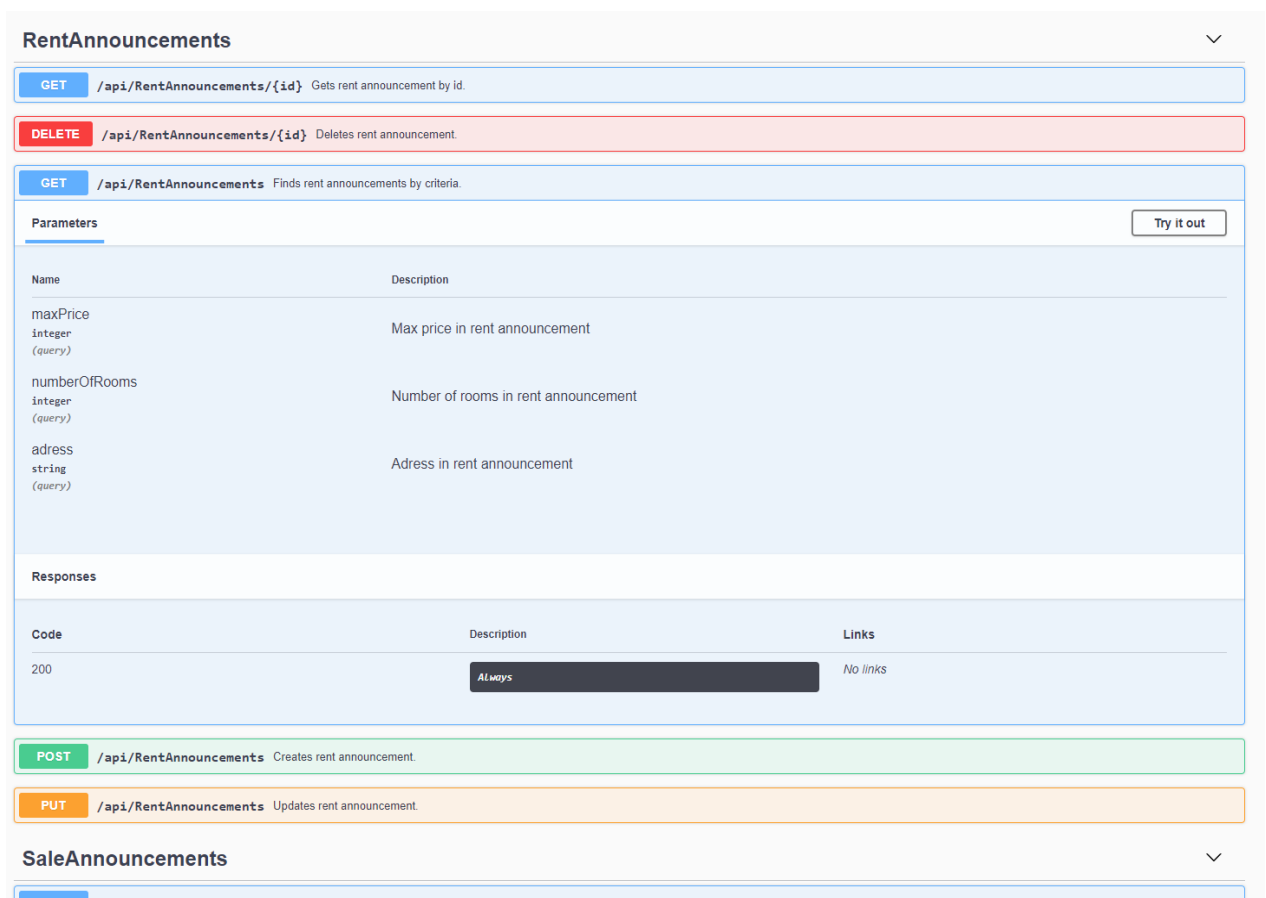 RentAnnouncements
GET /api/RentAnnouncements/{id} Gets rent announcement by id.
DELETE /api/RentAnnouncements/{id} Deletes rent announcement.
GET /api/RentAnnouncements Finds rent announcements by criteria.
Parameters Try it out
Name Description
maxPrice
integer
(query)
Max price in rent announcement
numberOfRooms
integer
(query)
Number of rooms in rent announcement
adress
string
(query)
Adress in rent announcement
Responses
Code Description Links
200 Always No links
POST /api/RentAnnouncements Creates rent announcement.
PUT /api/RentAnnouncements Updates rent announcement.
SaleAnnouncements